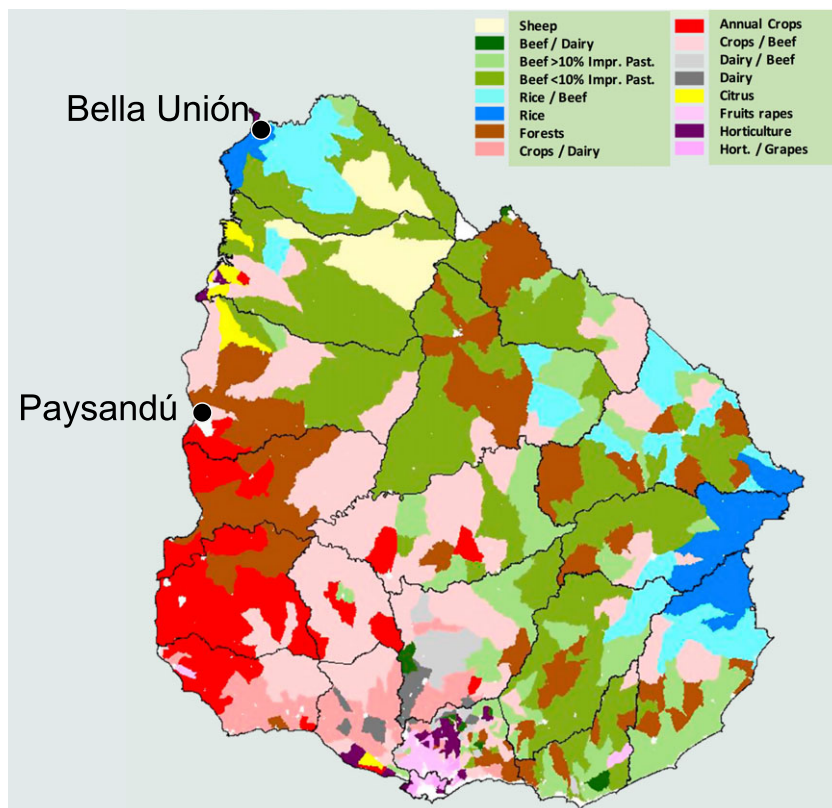 Sheep
Beef / Dairy
Beef >10% Impr. Past.
Beef <10% Impr. Past.
Rice / Beef
Rice
Forests
Crops / Dairy
Annual Crops
Crops / Beef
Dairy / Beef
Dairy
Citrus
Fruits rapes
Horticulture
Hort. / Grapes
Bella Unión
Paysandú